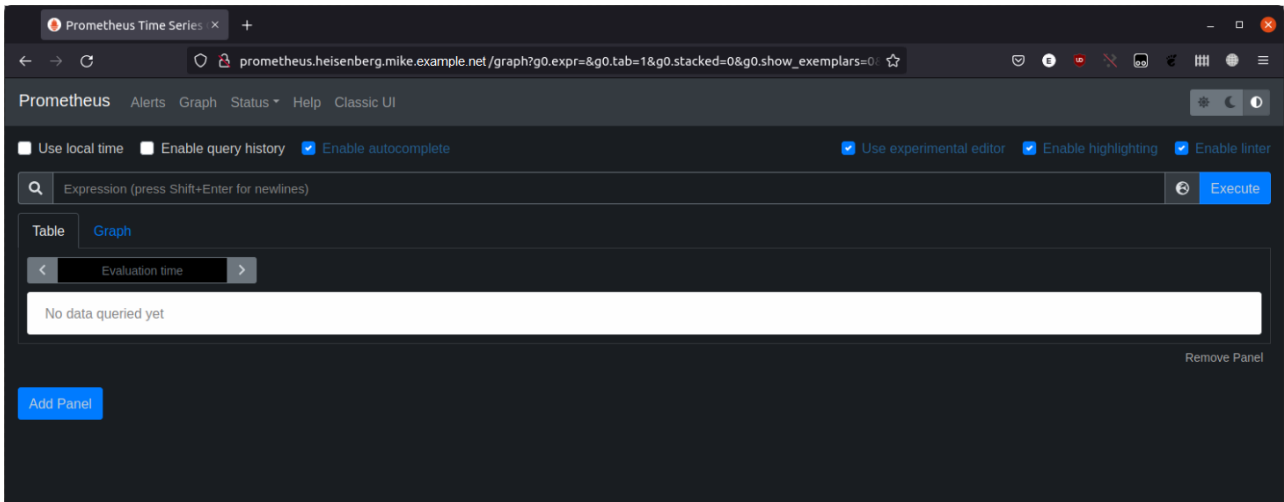 Prometheus Time Series
prometheus.heisenberg.mike.example.net/graph?g0.expr=&g0.tab=1&g0.stacked=0&g0.show_exemplars=0
Prometheus Alerts Graph Status Help Classic UI
Use local time Enable query history Enable autocomplete Use experimental editor Enable highlighting Enable linter
Expression (press Shift+Enter for newlines) Execute
Table Graph
Evaluation time
No data queried yet
Remove Panel
Add Panel